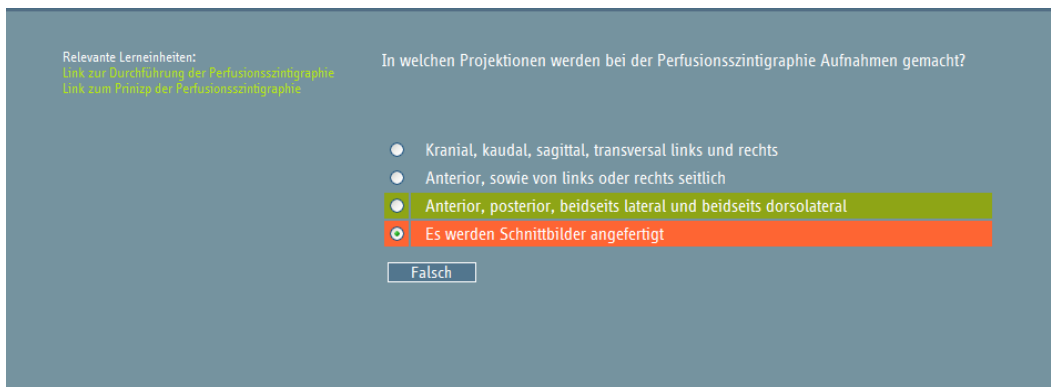 Relevante Lerneinheiten:
Link zur Durchführung der Perfusionsszintigraphie
Link zum Prinizp der Perfusionsszintigraphie
In welchen Projektionen werden bei der Perfusionsszintigraphie Aufnahmen gemacht?
Kranial, kaudal, sagittal, transversal links und rechts
Anterior, sowie von links oder rechts seitlich
Anterior, posterior, beidseits lateral und beidseits dorsolateral
Es werden Schnittbilder angefertigt
Falsch